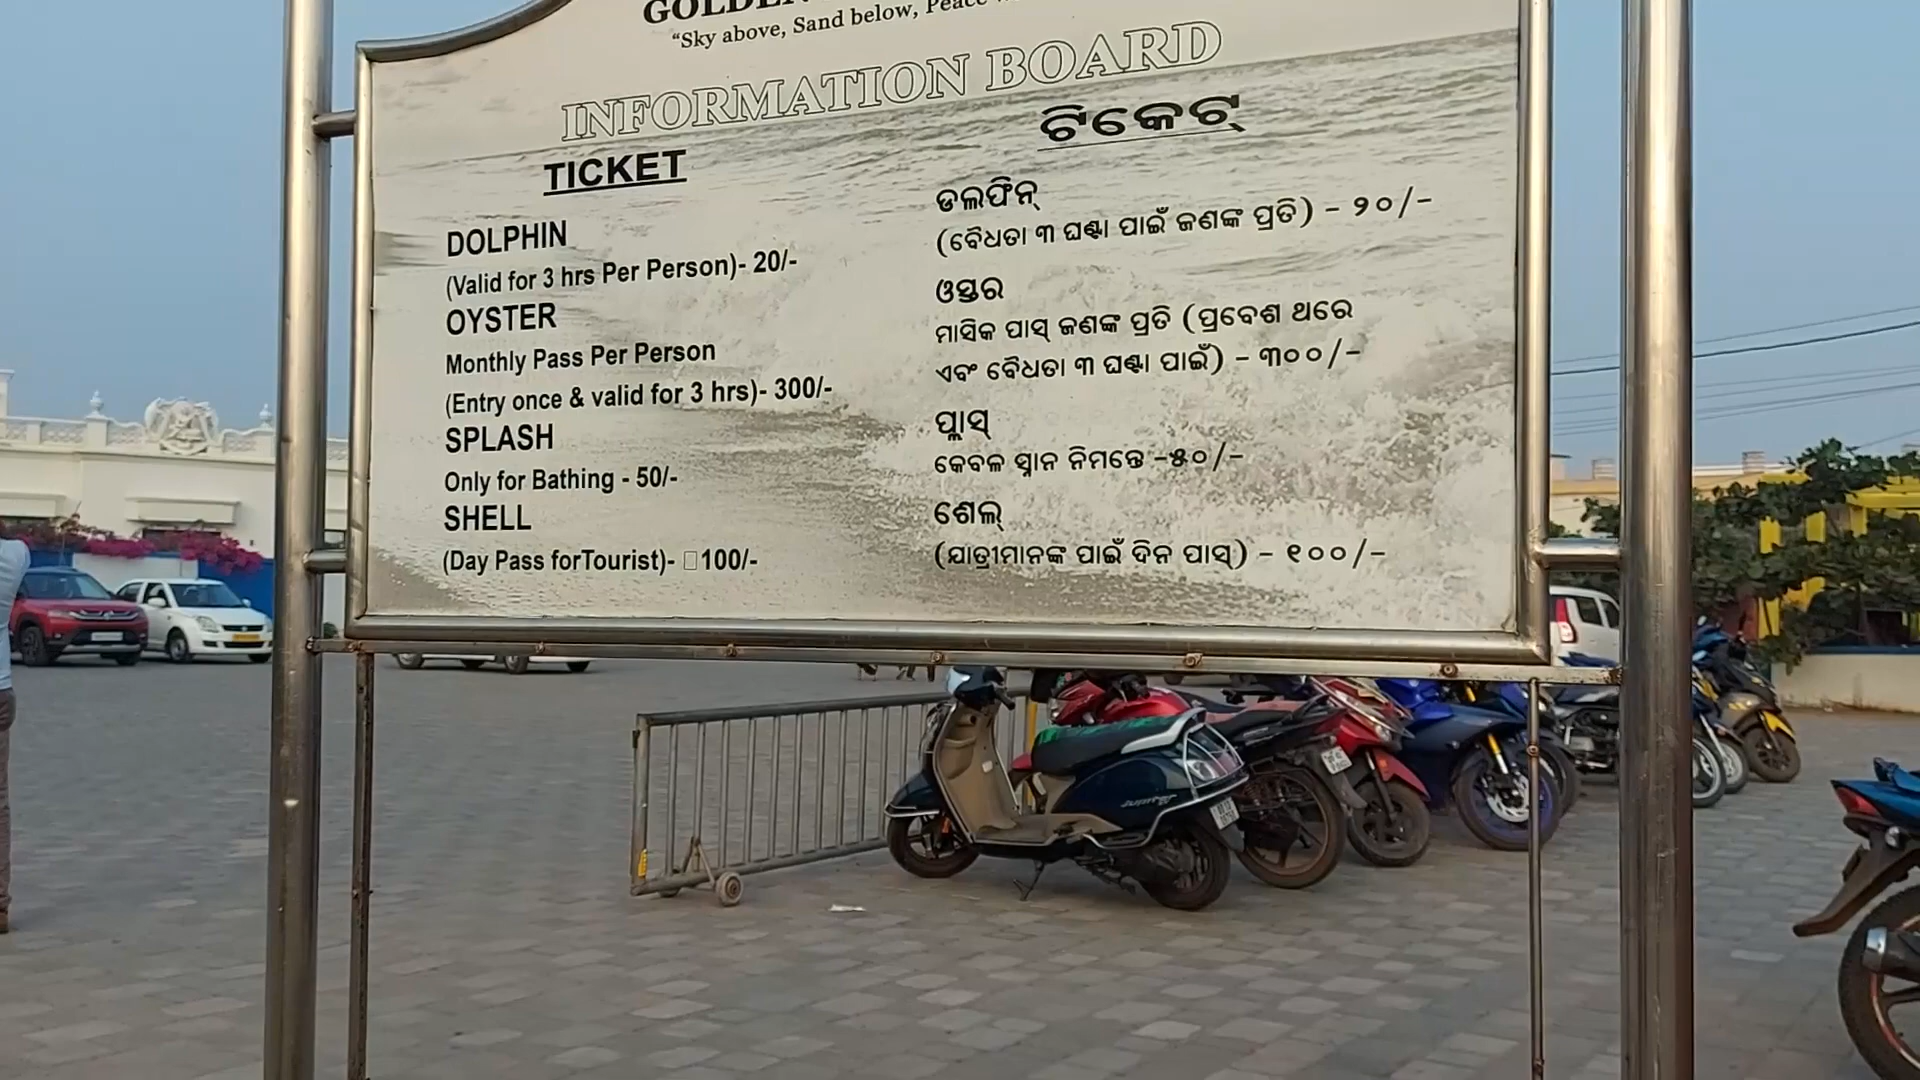 GOLDEN
“Sky above, Sand below, Peace
INFORMATION BOARD
TICKET
DOLPHIN
(Valid for 3 hrs Per Person)- 20/-
OYSTER
Monthly Pass Per Person
(Entry once & valid for 3 hrs)- 300/-
SPLASH
Only for Bathing - 50/-
SHELL
(Day Pass forTourist)- □100/-
ଟିକେଟ୍
ଡଲଫିନ୍
(ବୈଧତା ୩ ଘଣ୍ଟା ପାଇଁ ଜଣଙ୍କ ପ୍ରତି) - ୨୦/-
ଓସ୍ତର
ମାସିକ ପାସ୍ ଜଣଙ୍କ ପ୍ରତି (ପ୍ରବେଶ ଥରେ
ଏବଂ ବୈଧତା ୩ ଘଣ୍ଟା ପାଇଁ) - ୩୦୦/-
ପ୍ଲାସ୍
କେବଳ ସ୍ନାନ ନିମନ୍ତେ -୫୦/-
ଶେଲ୍
(ଯାତ୍ରୀମାନଙ୍କ ପାଇଁ ଦିନ ପାସ୍) - ୧୦୦/-